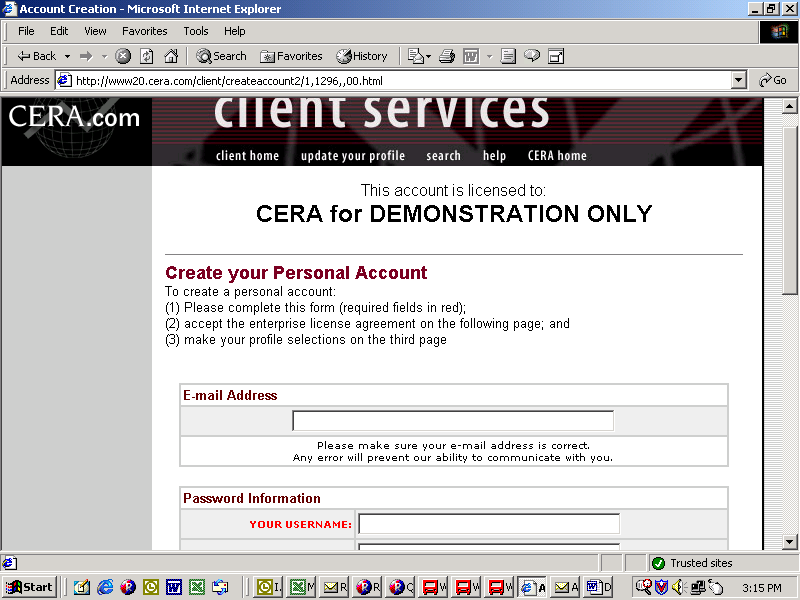 Account Creation - Microsoft Internet Explorer
File Edit View Favorites Tools Help
Back Search Favorites History
Address http://www20.cera.com/client/createaccount2/1,1296,,00.html Go
CERA.com
client services
client home update your profile search help CERA home
This account is licensed to:
CERA for DEMONSTRATION ONLY
Create your Personal Account
To create a personal account:
(1) Please complete this form (required fields in red);
(2) accept the enterprise license agreement on the following page; and
(3) make your profile selections on the third page
E-mail Address
Please make sure your e-mail address is correct.
Any error will prevent our ability to communicate with you.
Password Information
YOUR USERNAME:
Trusted sites
Start I. M R R Q W W W A A D 3:15 PM